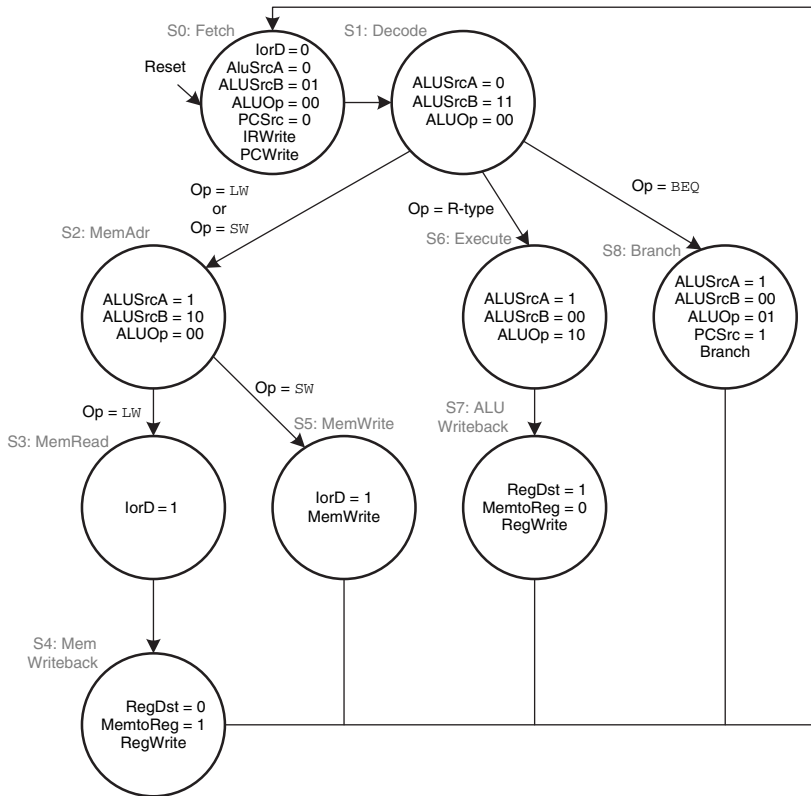 S0: Fetch
IorD = 0
AluSrcA = 0
ALUSrcB = 01
ALUOp = 00
PCSrc = 0
IRWrite
PCWrite
Reset
S1: Decode
ALUSrcA = 0
ALUSrcB = 11
ALUOp = 00
Op = LW
or
Op = SW
Op = R-type
Op = BEQ
S2: MemAdr
ALUSrcA = 1
ALUSrcB = 10
ALUOp = 00
S6: Execute
ALUSrcA = 1
ALUSrcB = 00
ALUOp = 10
S8: Branch
ALUSrcA = 1
ALUSrcB = 00
ALUOp = 01
PCSrc = 1
Branch
Op = LW
Op = SW
S3: MemRead
IorD = 1
S5: MemWrite
IorD = 1
MemWrite
S7: ALU
Writeback
RegDst = 1
MemtoReg = 0
RegWrite
S4: Mem
Writeback
RegDst = 0
MemtoReg = 1
RegWrite